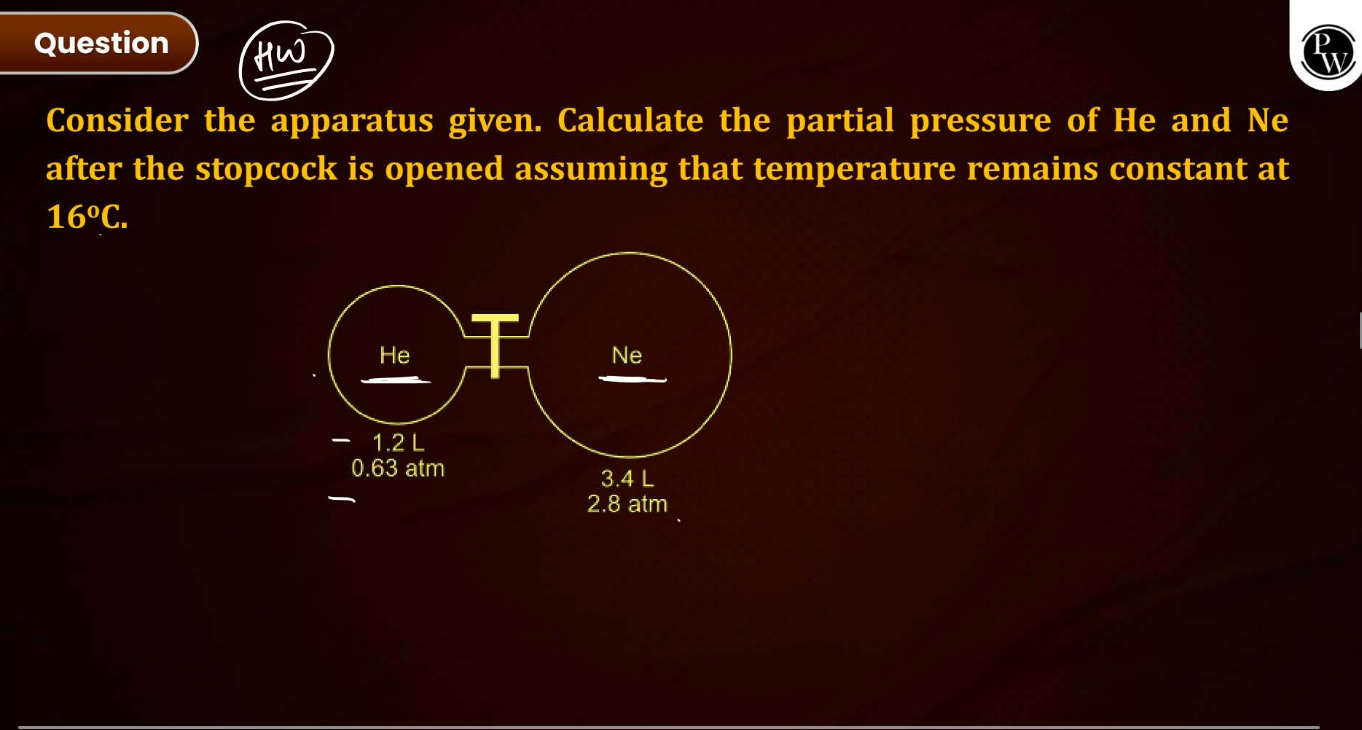 Question
HW
PW
Consider the apparatus given. Calculate the partial pressure of He and Ne
after the stopcock is opened assuming that temperature remains constant at
16ºC.
He
Ne
1.2 L
0.63 atm
3.4 L
2.8 atm